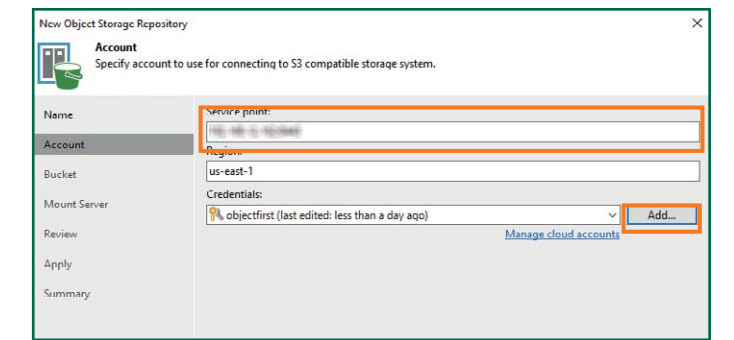 New Object Storage Repository
Account
Specify account to use for connecting to S3 compatible storage system.
Name
Service point:
Account
Region:
Bucket
us-east-1
Credentials:
Mount Server
objectfirst (last edited: less than a day ago)
Add...
Review
Manage cloud accounts
Apply
Summary